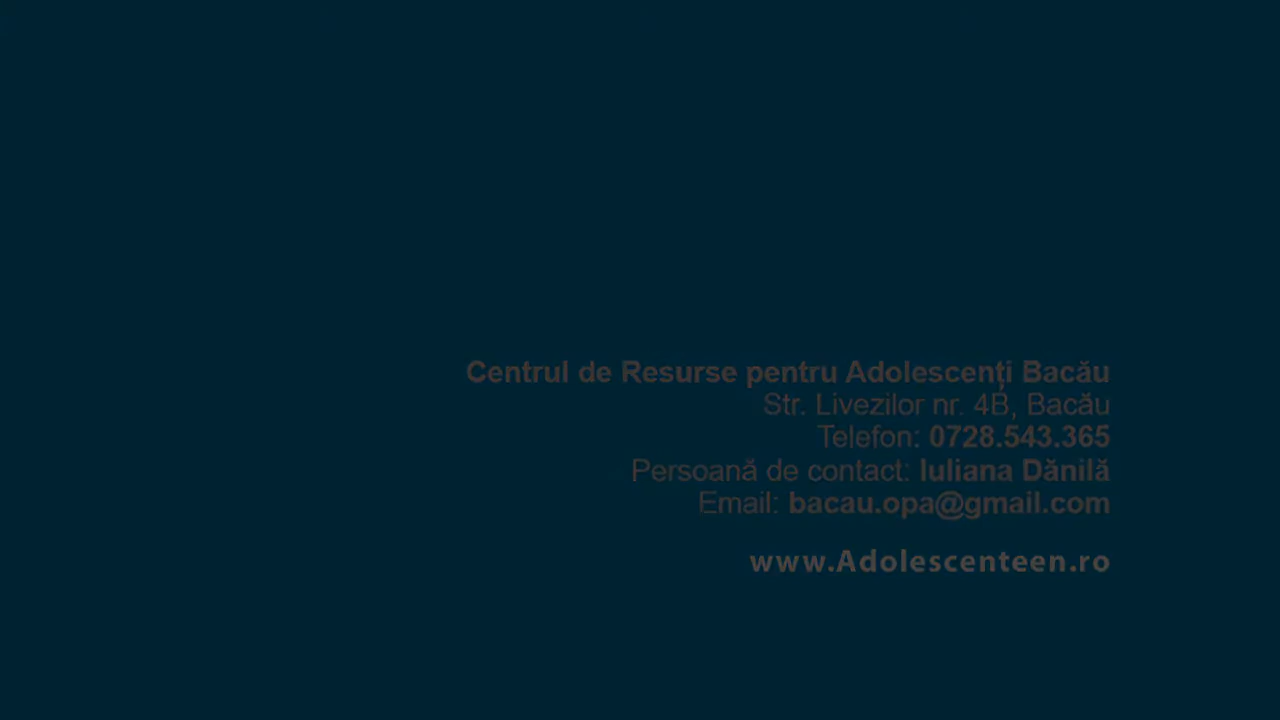 Centrul de Resurse pentru Adolescenți Bacău
Str. Livezilor nr. 4B, Bacău
Telefon: 0728.543.365
Persoană de contact: Iuliana Dănilă
Email: bacau.opa@gmail.com
www.Adolescenteen.ro